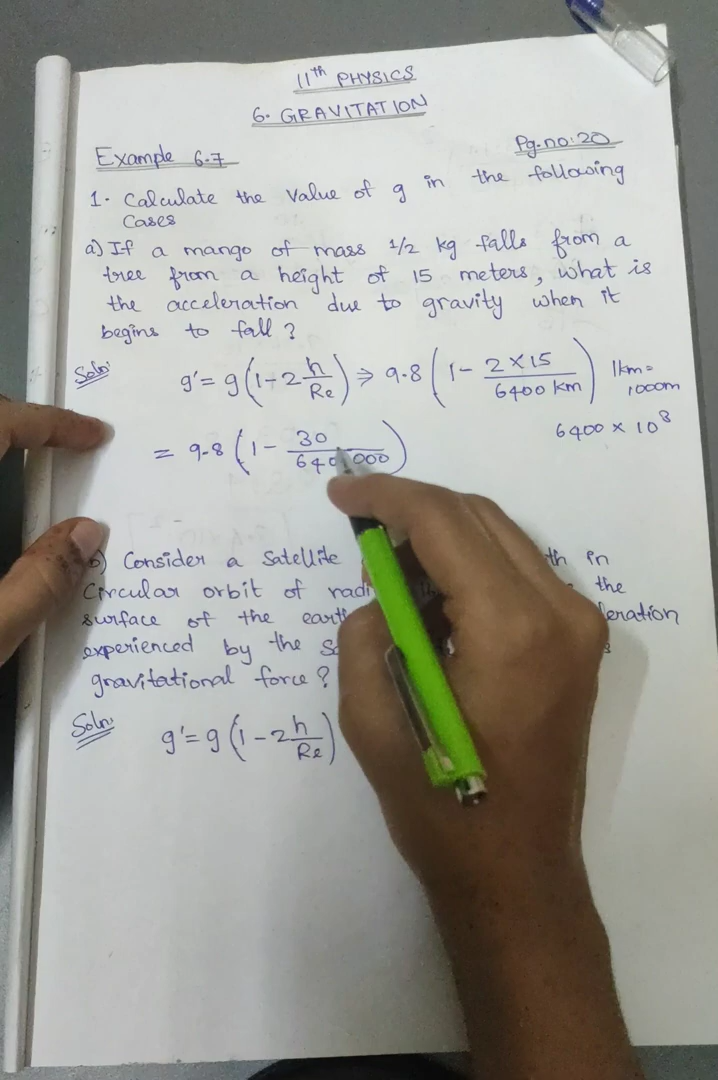 11th PHYSICS
6. GRAVITATION
Example 6.7
Pg.no:20
1. Calculate the value of g in the following
Cases
a) If a mango of mass 1/2 kg falls from a
tree from a height of 15 meters, what is
the acceleration due to gravity when it
begins to fall?
Soln:
g' = g (1 - 2 h/Re) ⇒ 9.8 (1 - 2 × 15 / 6400 km) 1km =
1000m
6400 × 10³
= 9.8 (1 - 30 / 000)
b) Consider a satellite in
Circular orbit of the
surface of the
experienced by the
gravitational force?
Soln:
g' = g (1 - 2 h/Re)